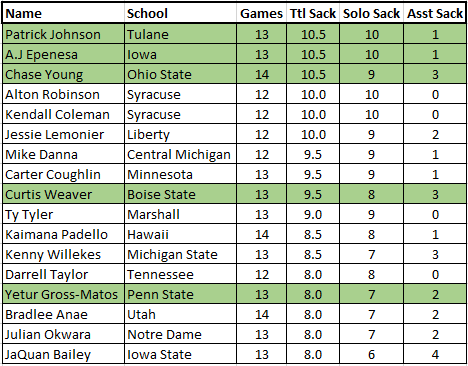 Name School Games Ttl Sack Solo Sack Asst Sack
Patrick Johnson Tulane 13 10.5 10 1
A.J Epenesa Iowa 13 10.5 10 1
Chase Young Ohio State 14 10.5 9 3
Alton Robinson Syracuse 12 10.0 10 0
Kendall Coleman Syracuse 12 10.0 10 0
Jessie Lemonier Liberty 12 10.0 9 2
Mike Danna Central Michigan 12 9.5 9 1
Carter Coughlin Minnesota 13 9.5 9 1
Curtis Weaver Boise State 13 9.5 8 3
Ty Tyler Marshall 13 9.0 9 0
Kaimana Padello Hawaii 14 8.5 8 1
Kenny Willekes Michigan State 13 8.5 7 3
Darrell Taylor Tennessee 12 8.0 8 0
Yetur Gross-Matos Penn State 13 8.0 7 2
Bradlee Anae Utah 14 8.0 7 2
Julian Okwara Notre Dame 13 8.0 7 2
JaQuan Bailey Iowa State 13 8.0 6 4